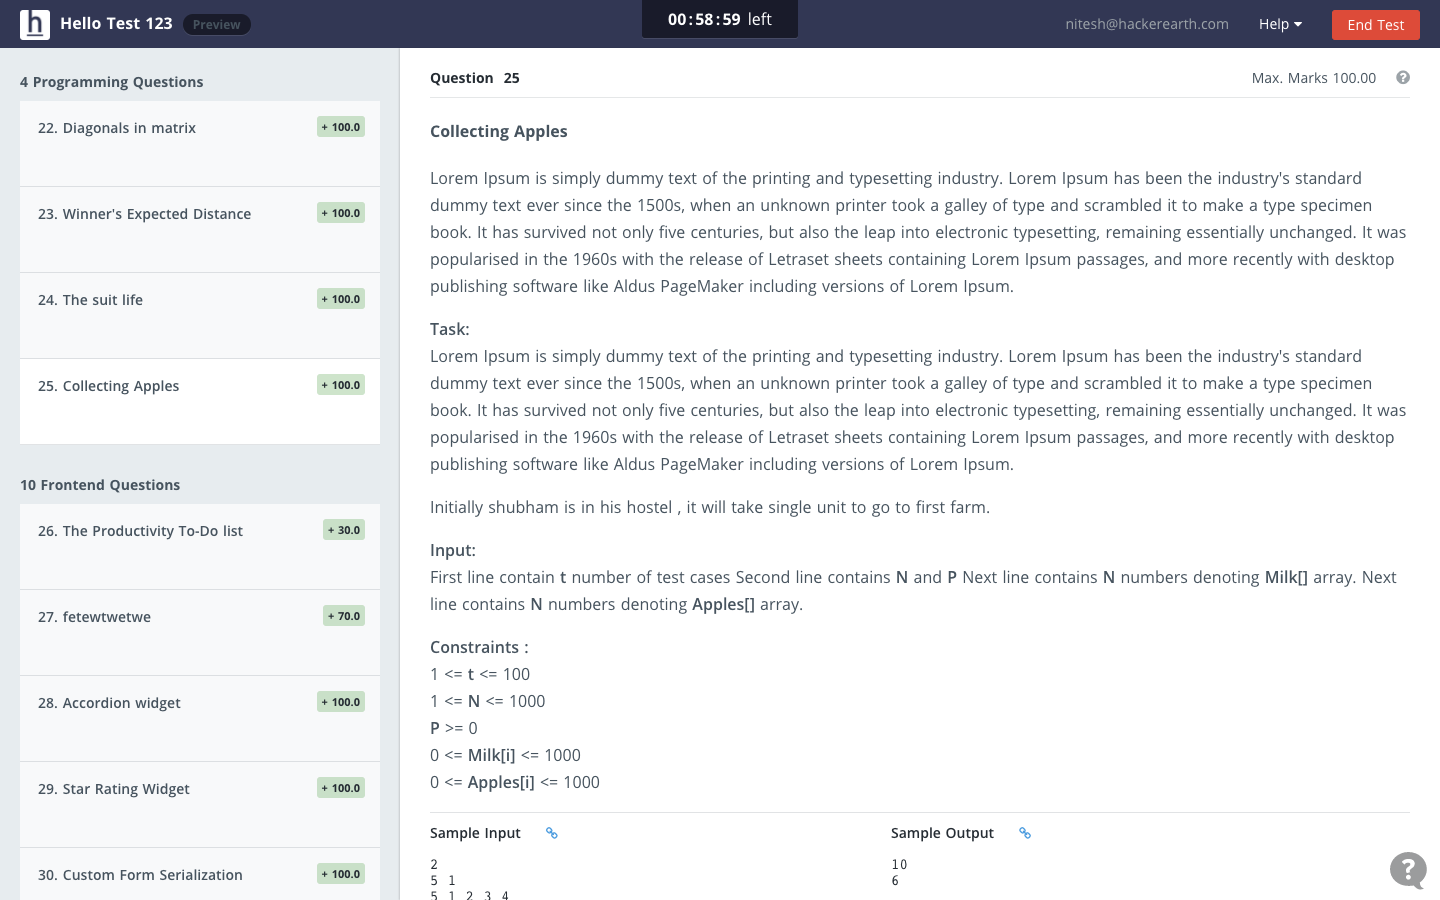 h Hello Test 123 Preview
00:58:59 left
nitesh@hackerearth.com Help End Test
4 Programming Questions
22. Diagonals in matrix + 100.0
23. Winner's Expected Distance + 100.0
24. The suit life + 100.0
25. Collecting Apples + 100.0
10 Frontend Questions
26. The Productivity To-Do list + 30.0
27. fetewtwetwe + 70.0
28. Accordion widget + 100.0
29. Star Rating Widget + 100.0
30. Custom Form Serialization + 100.0
Question 25 Max. Marks 100.00 ?
Collecting Apples
Lorem Ipsum is simply dummy text of the printing and typesetting industry. Lorem Ipsum has been the industry's standard
dummy text ever since the 1500s, when an unknown printer took a galley of type and scrambled it to make a type specimen
book. It has survived not only five centuries, but also the leap into electronic typesetting, remaining essentially unchanged. It was
popularised in the 1960s with the release of Letraset sheets containing Lorem Ipsum passages, and more recently with desktop
publishing software like Aldus PageMaker including versions of Lorem Ipsum.
Task:
Lorem Ipsum is simply dummy text of the printing and typesetting industry. Lorem Ipsum has been the industry's standard
dummy text ever since the 1500s, when an unknown printer took a galley of type and scrambled it to make a type specimen
book. It has survived not only five centuries, but also the leap into electronic typesetting, remaining essentially unchanged. It was
popularised in the 1960s with the release of Letraset sheets containing Lorem Ipsum passages, and more recently with desktop
publishing software like Aldus PageMaker including versions of Lorem Ipsum.
Initially shubham is in his hostel , it will take single unit to go to first farm.
Input:
First line contain t number of test cases Second line contains N and P Next line contains N numbers denoting Milk[] array. Next
line contains N numbers denoting Apples[] array.
Constraints :
1 <= t <= 100
1 <= N <= 1000
P >= 0
0 <= Milk[i] <= 1000
0 <= Apples[i] <= 1000
Sample Input
2
5 1
5 1 2 3 4
Sample Output
10
6
?